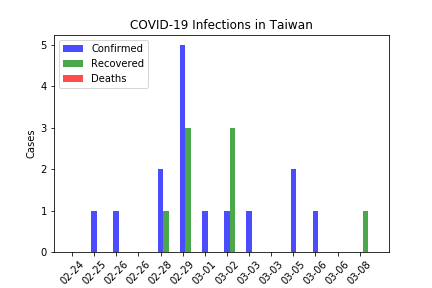 COVID-19 Infections in Taiwan
Confirmed
Recovered
Deaths
Cases
5
4
3
2
1
0
02-24 02-25 02-26 02-26 02-28 02-29 03-01 03-02 03-03 03-03 03-05 03-06 03-06 03-08